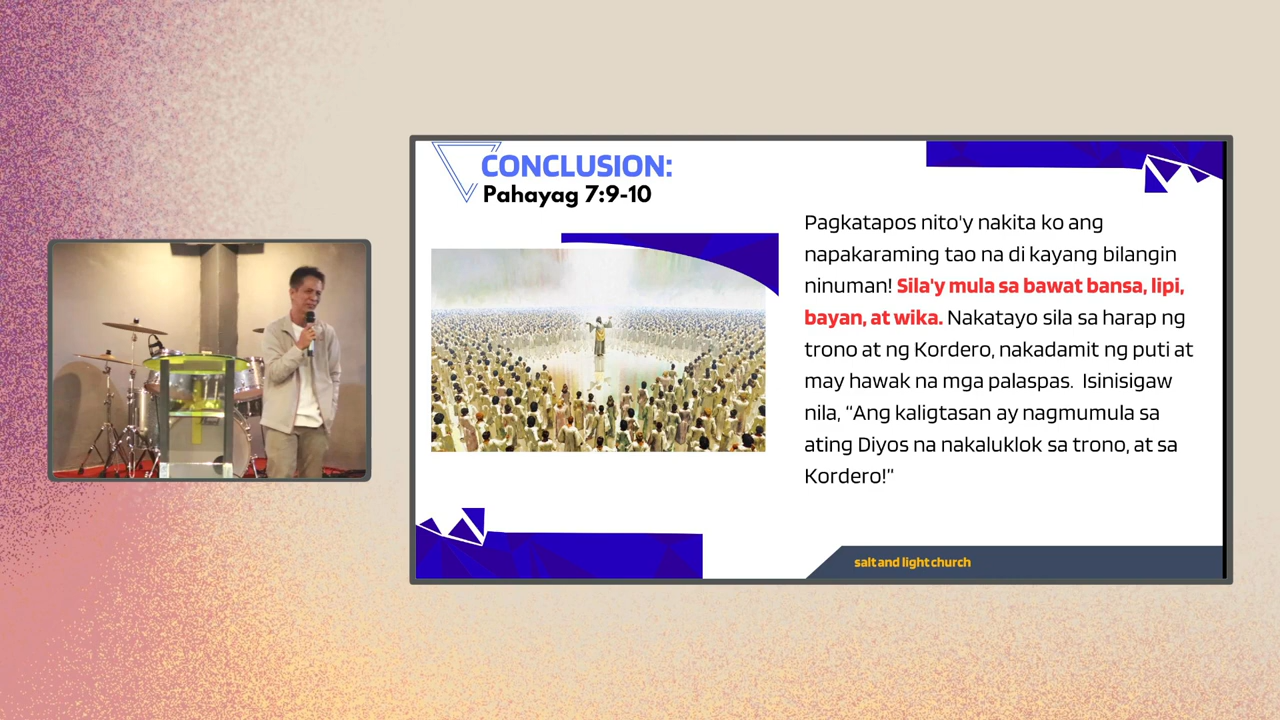 CONCLUSION:
Pahayag 7:9-10
Pagkatapos nito'y nakita ko ang
napakaraming tao na di kayang bilangin
ninuman! Sila'y mula sa bawat bansa, lipi,
bayan, at wika. Nakatayo sila sa harap ng
trono at ng Kordero, nakadamit ng puti at
may hawak na mga palaspas.  Isinisigaw
nila, “Ang kaligtasan ay nagmumula sa
ating Diyos na nakaluklok sa trono, at sa
Kordero!”
salt and light church